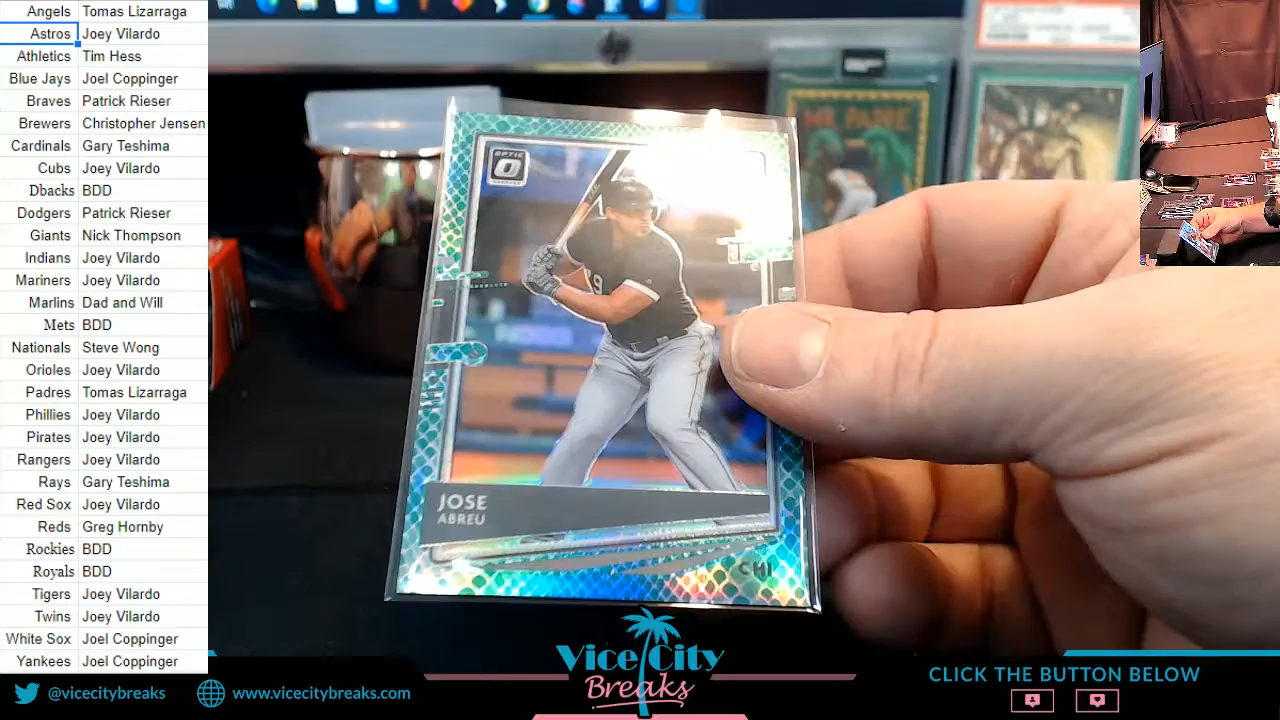 Angels Tomas Lizarraga
Astros Joey Vilardo
Athletics Tim Hess
Blue Jays Joel Coppinger
Braves Patrick Rieser
Brewers Christopher Jensen
Cardinals Gary Teshima
Cubs Joey Vilardo
Dbacks BDD
Dodgers Patrick Rieser
Giants Nick Thompson
Indians Joey Vilardo
Mariners Joey Vilardo
Marlins Dad and Will
Mets BDD
Nationals Steve Wong
Orioles Joey Vilardo
Padres Tomas Lizarraga
Phillies Joey Vilardo
Pirates Joey Vilardo
Rangers Joey Vilardo
Rays Gary Teshima
Red Sox Joey Vilardo
Reds Greg Hornby
Rockies BDD
Royals BDD
Tigers Joey Vilardo
Twins Joey Vilardo
White Sox Joel Coppinger
Yankees Joel Coppinger
MR. PADRE
OPTIC
JOSE
ABREU
CHI
Vice City
Breaks
@vicecitybreaks
www.vicecitybreaks.com
CLICK THE BUTTON BELOW